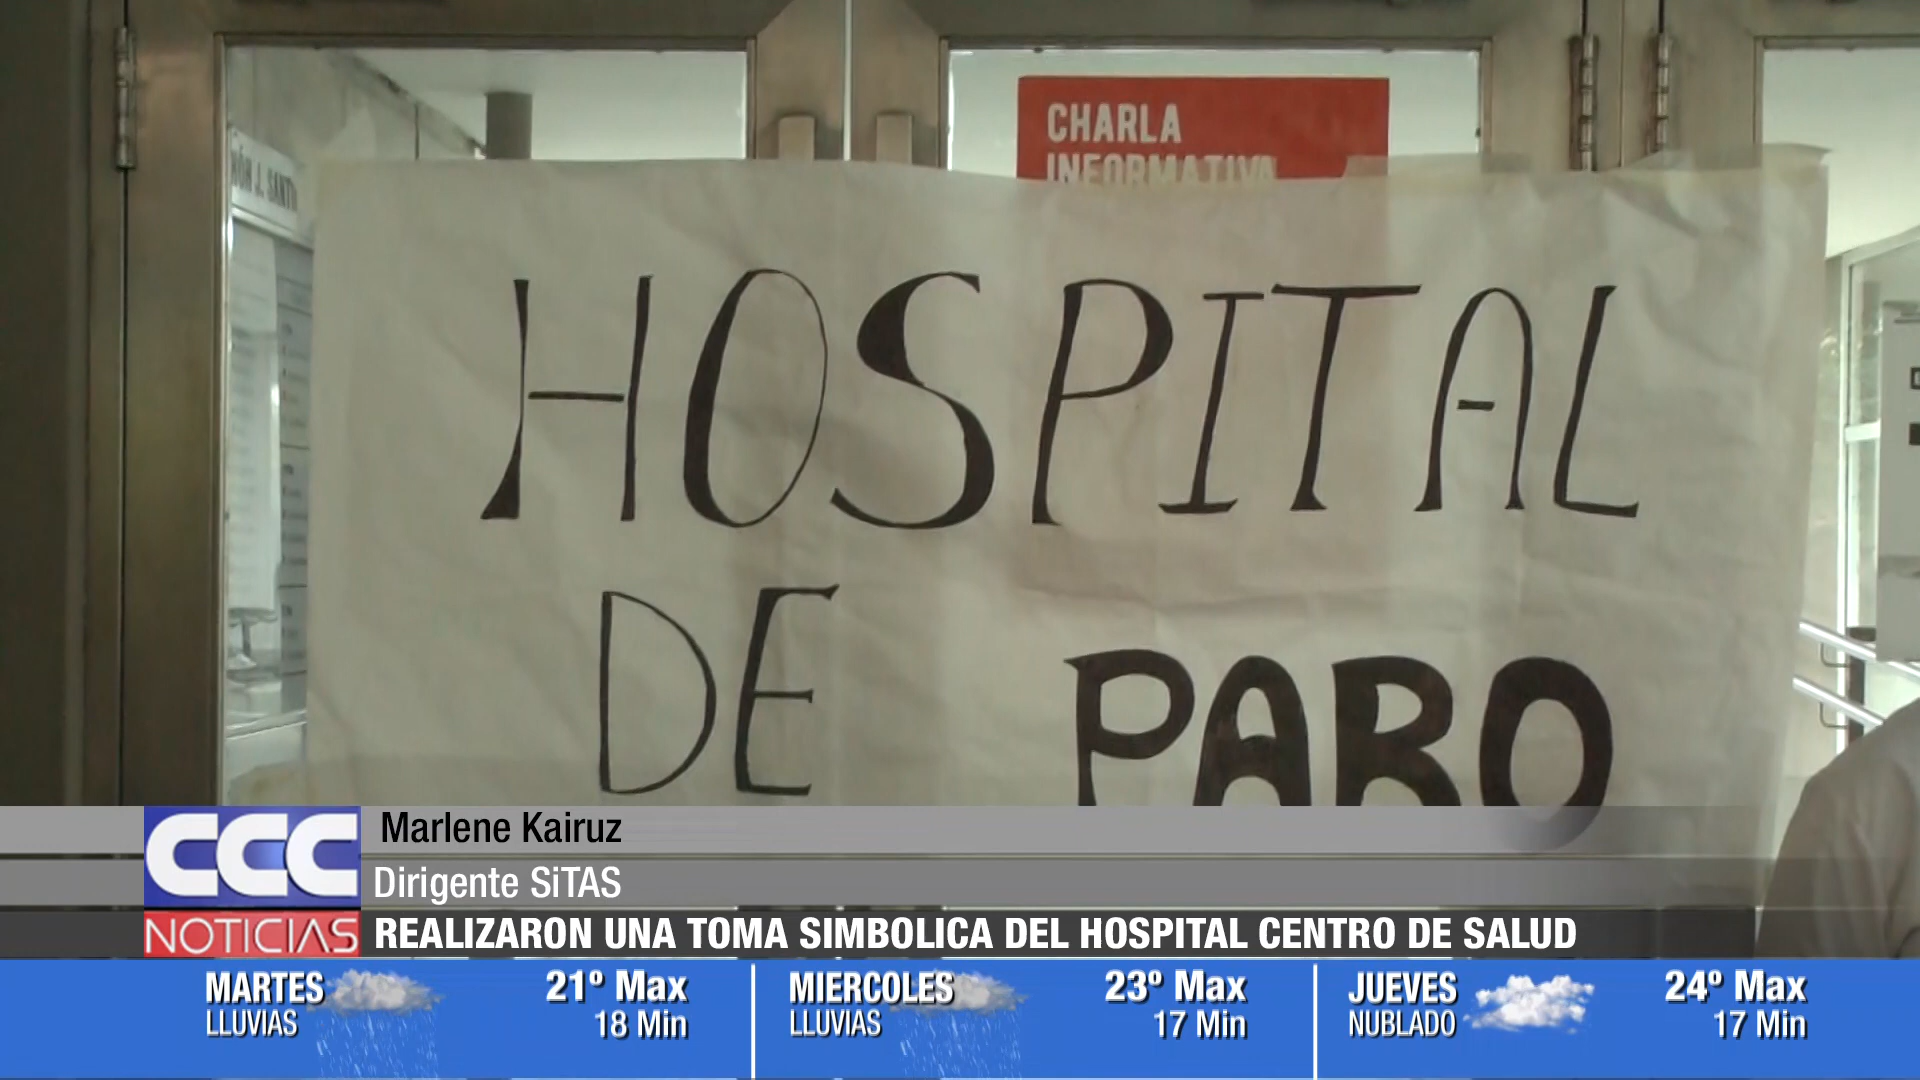 CHARLA
INFORMATIVA
HOSPITAL
DE PARO
CCC
NOTICIAS
Marlene Kairuz
Dirigente SiTAS
REALIZARON UNA TOMA SIMBOLICA DEL HOSPITAL CENTRO DE SALUD
MARTES 21º Max
LLUVIAS 18 Min
MIERCOLES 23º Max
LLUVIAS 17 Min
JUEVES 24º Max
NUBLADO 17 Min